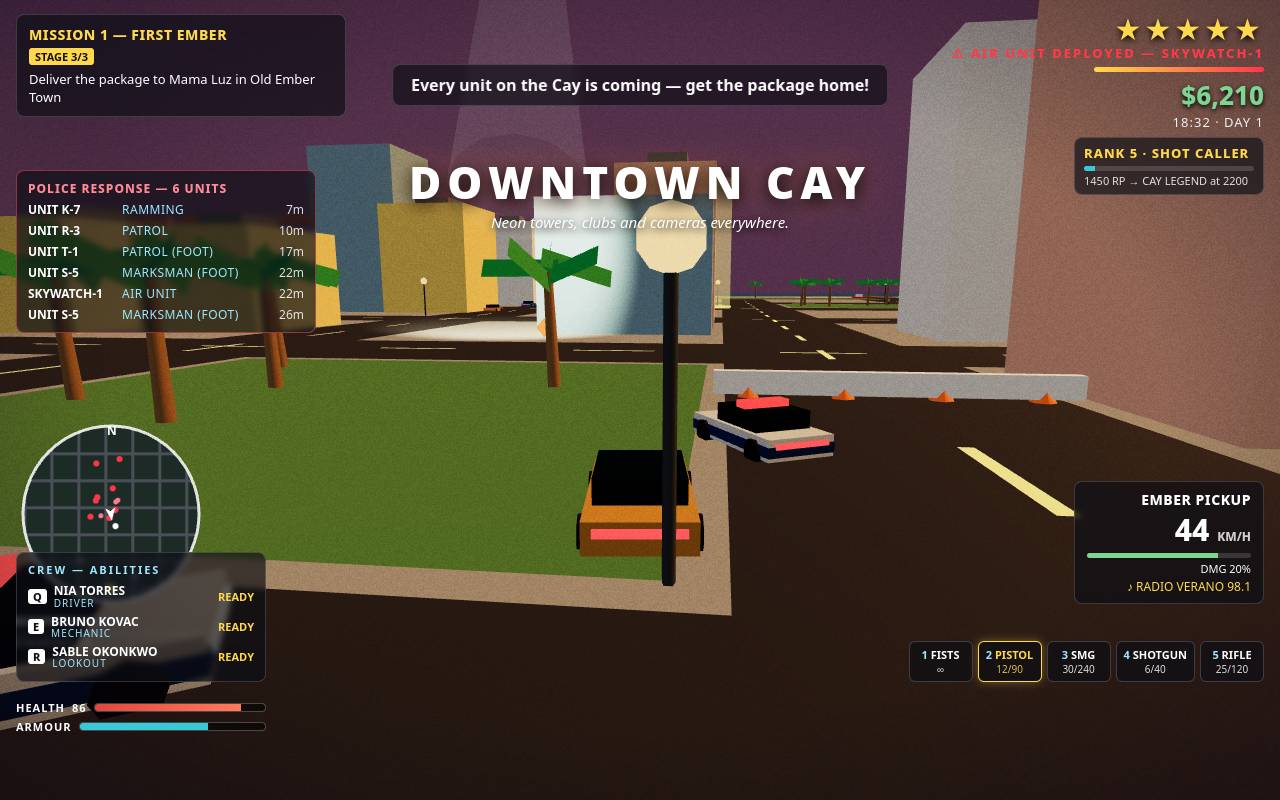 MISSION 1 — FIRST EMBER
STAGE 3/3
Deliver the package to Mama Luz in Old Ember
Town
Every unit on the Cay is coming — get the package home!
★★★★★
⚠ AIR UNIT DEPLOYED — SKYWATCH-1
$6,210
18:32 · DAY 1
RANK 5 · SHOT CALLER
1450 RP → CAY LEGEND at 2200
DOWNTOWN CAY
Neon towers, clubs and cameras everywhere.
POLICE RESPONSE — 6 UNITS
UNIT K-7 RAMMING 7m
UNIT R-3 PATROL 10m
UNIT T-1 PATROL (FOOT) 17m
UNIT S-5 MARKSMAN (FOOT) 22m
SKYWATCH-1 AIR UNIT 22m
UNIT S-5 MARKSMAN (FOOT) 26m
N
CREW — ABILITIES
Q NIA TORRES READY
DRIVER
E BRUNO KOVAC READY
MECHANIC
R SABLE OKONKWO READY
LOOKOUT
HEALTH 86
ARMOUR
EMBER PICKUP
44 KM/H
DMG 20%
♪ RADIO VERANO 98.1
1 FISTS 2 PISTOL 3 SMG 4 SHOTGUN 5 RIFLE
∞ 12/90 30/240 6/40 25/120